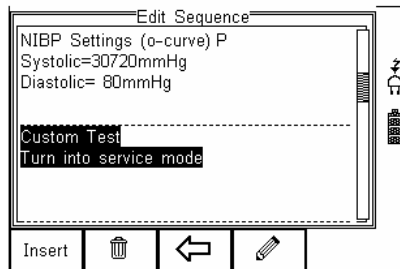 Edit Sequence
NIBP Settings (o-curve) P
Systolic=30720mmHg
Diastolic= 80mmHg
Custom Test
Turn into service mode
Insert